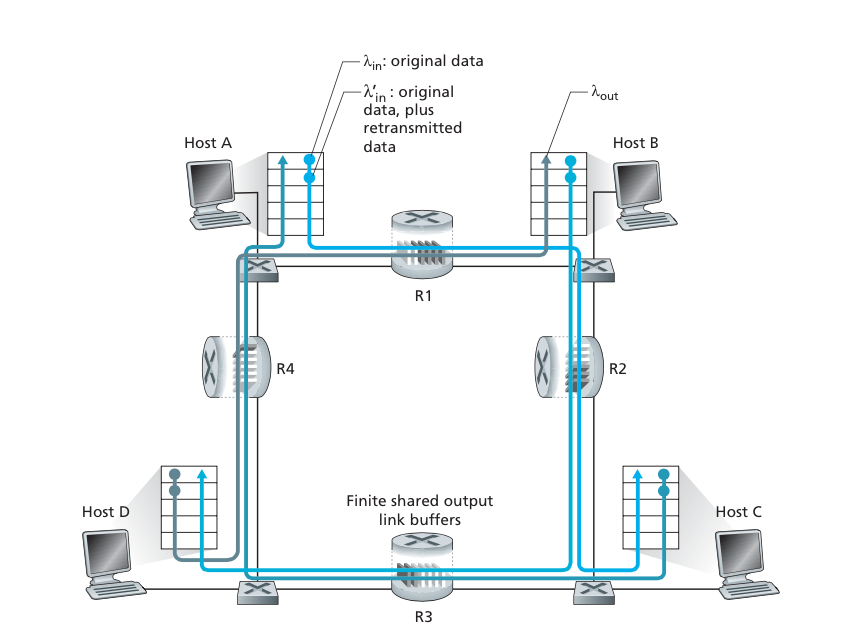 λin: original data
λ′in : original
data, plus
retransmitted
data
λout
Host A
Host B
R1
R4
R2
Host D
Finite shared output
link buffers
Host C
R3